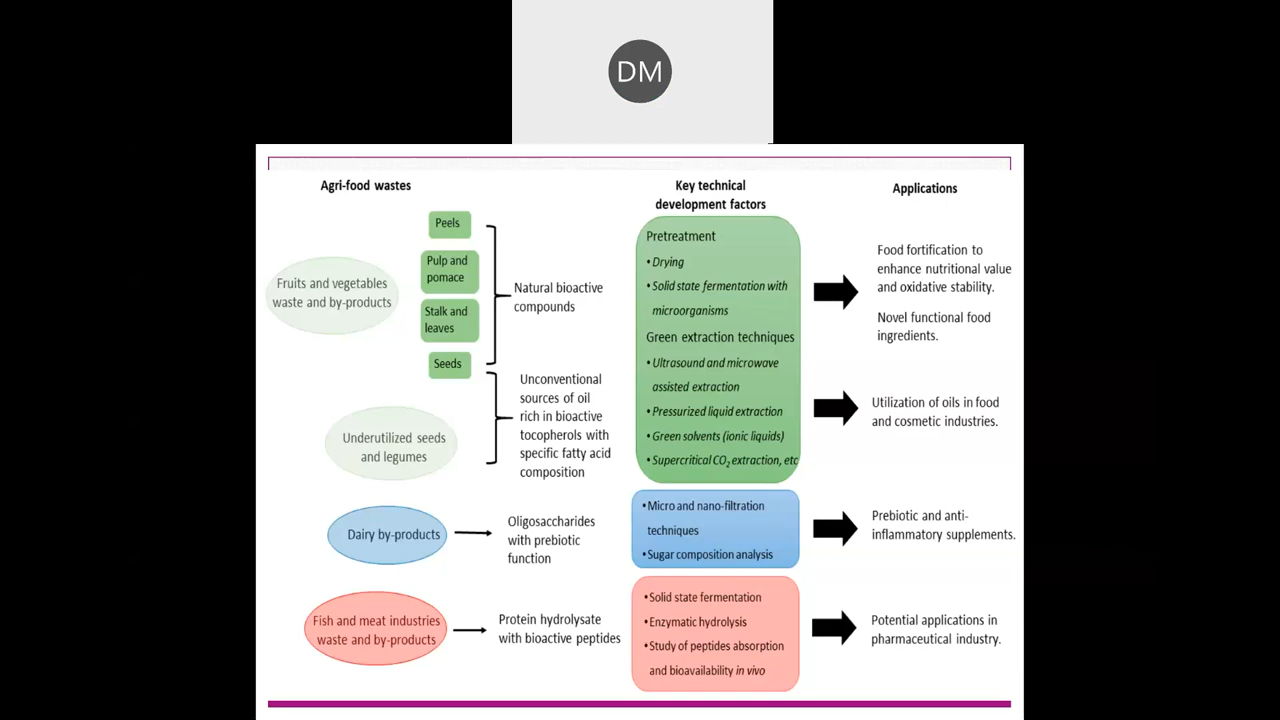 DM
Agri-food wastes
Key technical
development factors
Applications
Peels
Pulp and
pomace
Stalk and
leaves
Seeds
Fruits and vegetables
waste and by-products
Natural bioactive
compounds
Underutilized seeds
and legumes
Unconventional
sources of oil
rich in bioactive
tocopherols with
specific fatty acid
composition
Pretreatment
•Drying
•Solid state fermentation with
microorganisms
Green extraction techniques
•Ultrasound and microwave
assisted extraction
•Pressurized liquid extraction
•Green solvents (ionic liquids)
•Supercritical CO₂ extraction, etc
Food fortification to
enhance nutritional value
and oxidative stability.
Novel functional food
ingredients.
Utilization of oils in food
and cosmetic industries.
Dairy by-products
Oligosaccharides
with prebiotic
function
•Micro and nano-filtration
techniques
•Sugar composition analysis
Prebiotic and anti-
inflammatory supplements.
Fish and meat industries
waste and by-products
Protein hydrolysate
with bioactive peptides
•Solid state fermentation
•Enzymatic hydrolysis
•Study of peptides absorption
and bioavailability in vivo
Potential applications in
pharmaceutical industry.